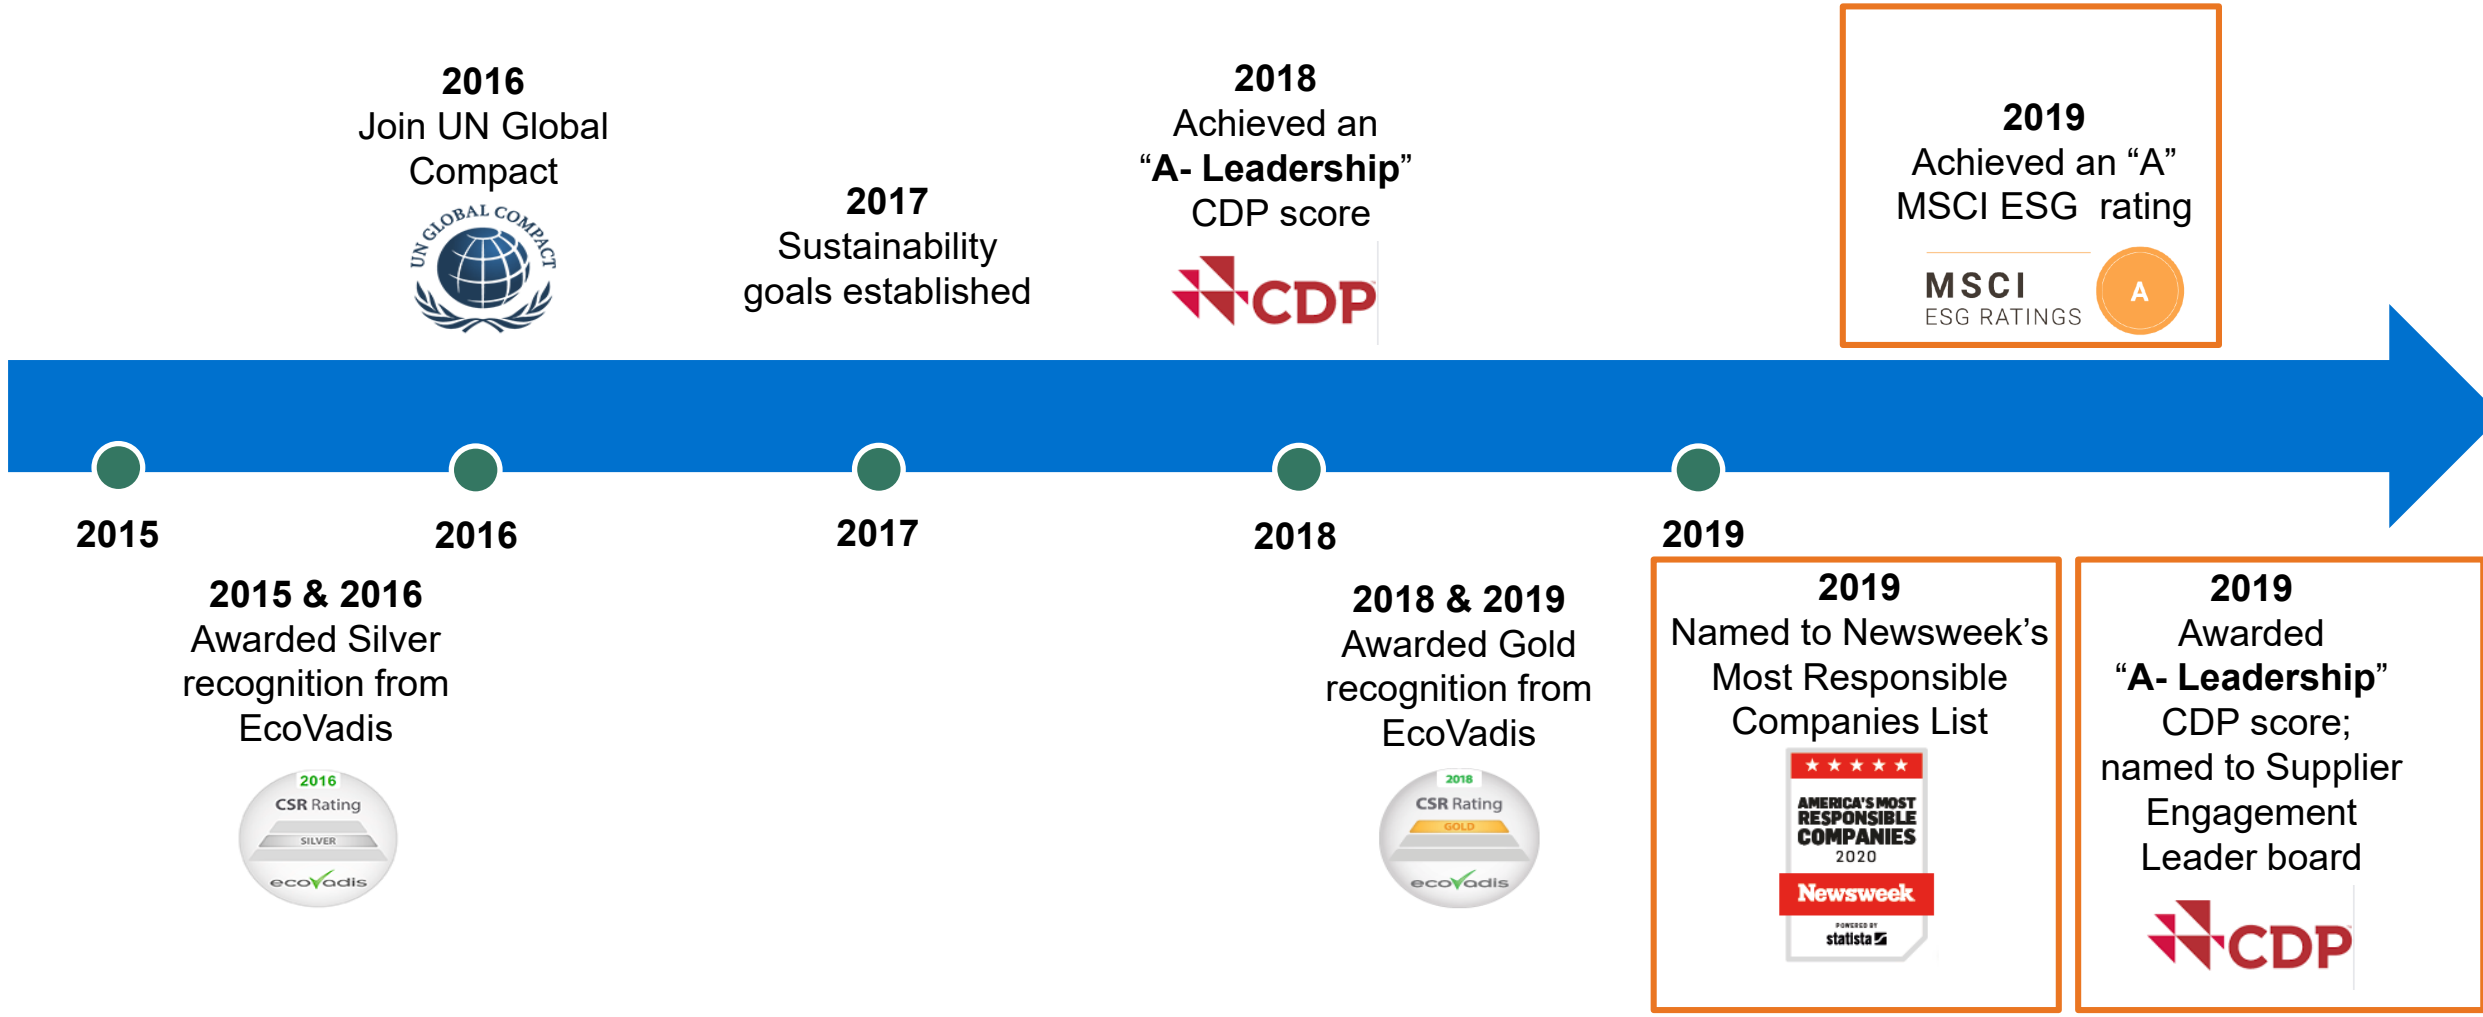 2016
Join UN Global
Compact
UN GLOBAL COMPACT
2017
Sustainability
goals established
2018
Achieved an
“A- Leadership”
CDP score
CDP
2019
Achieved an “A”
MSCI ESG  rating
MSCI
ESG RATINGS
A
2015
2016
2017
2018
2019
2015 & 2016
Awarded Silver
recognition from
EcoVadis
2016
CSR Rating
SILVER
ecovadis
2018 & 2019
Awarded Gold
recognition from
EcoVadis
2018
CSR Rating
GOLD
ecovadis
2019
Named to Newsweek’s
Most Responsible
Companies List
AMERICA'S MOST
RESPONSIBLE
COMPANIES
2020
Newsweek
POWERED BY
statista
2019
Awarded
“A- Leadership”
CDP score;
named to Supplier
Engagement
Leader board
CDP